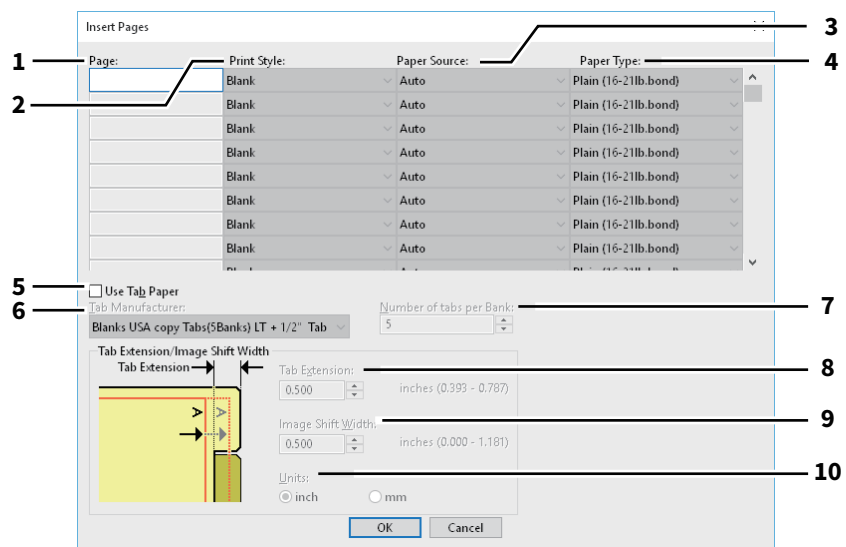 Insert Pages
3
1 Page: Print Style: Paper Source: Paper Type: 4
Blank Auto Plain (16-21lb.bond)
2 Blank Auto Plain (16-21lb.bond)
Blank Auto Plain (16-21lb.bond)
Blank Auto Plain (16-21lb.bond)
Blank Auto Plain (16-21lb.bond)
Blank Auto Plain (16-21lb.bond)
Blank Auto Plain (16-21lb.bond)
Blank Auto Plain (16-21lb.bond)
5 Use Tab Paper
6 Tab Manufacturer: Number of tabs per Bank: 7
Blanks USA copy Tabs(5Banks) LT + 1/2" Tab 5
Tab Extension/Image Shift Width
Tab Extension Tab Extension: 8
0.500 inches (0.393 - 0.787)
A A
Image Shift Width: 9
0.500 inches (0.000 - 1.181)
Units: 10
inch mm
OK Cancel